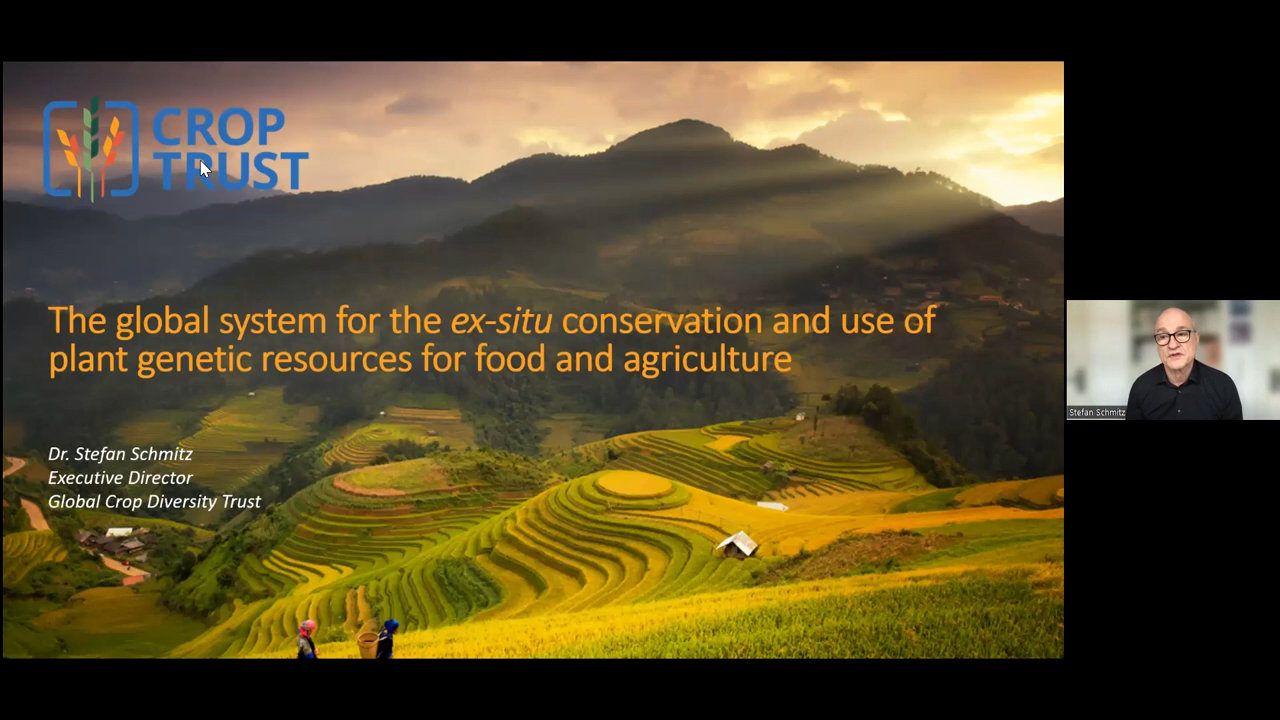 CROP
TRUST
The global system for the ex-situ conservation and use of
plant genetic resources for food and agriculture
Dr. Stefan Schmitz
Executive Director
Global Crop Diversity Trust
Stefan Schmitz